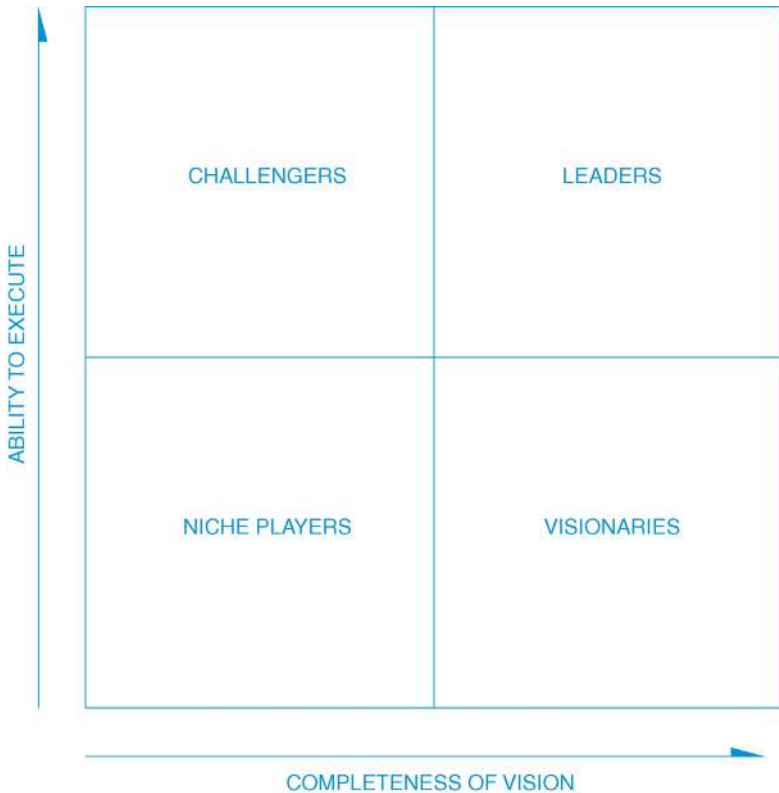 CHALLENGERS
LEADERS
ABILITY TO EXECUTE
NICHE PLAYERS
VISIONARIES
COMPLETENESS OF VISION